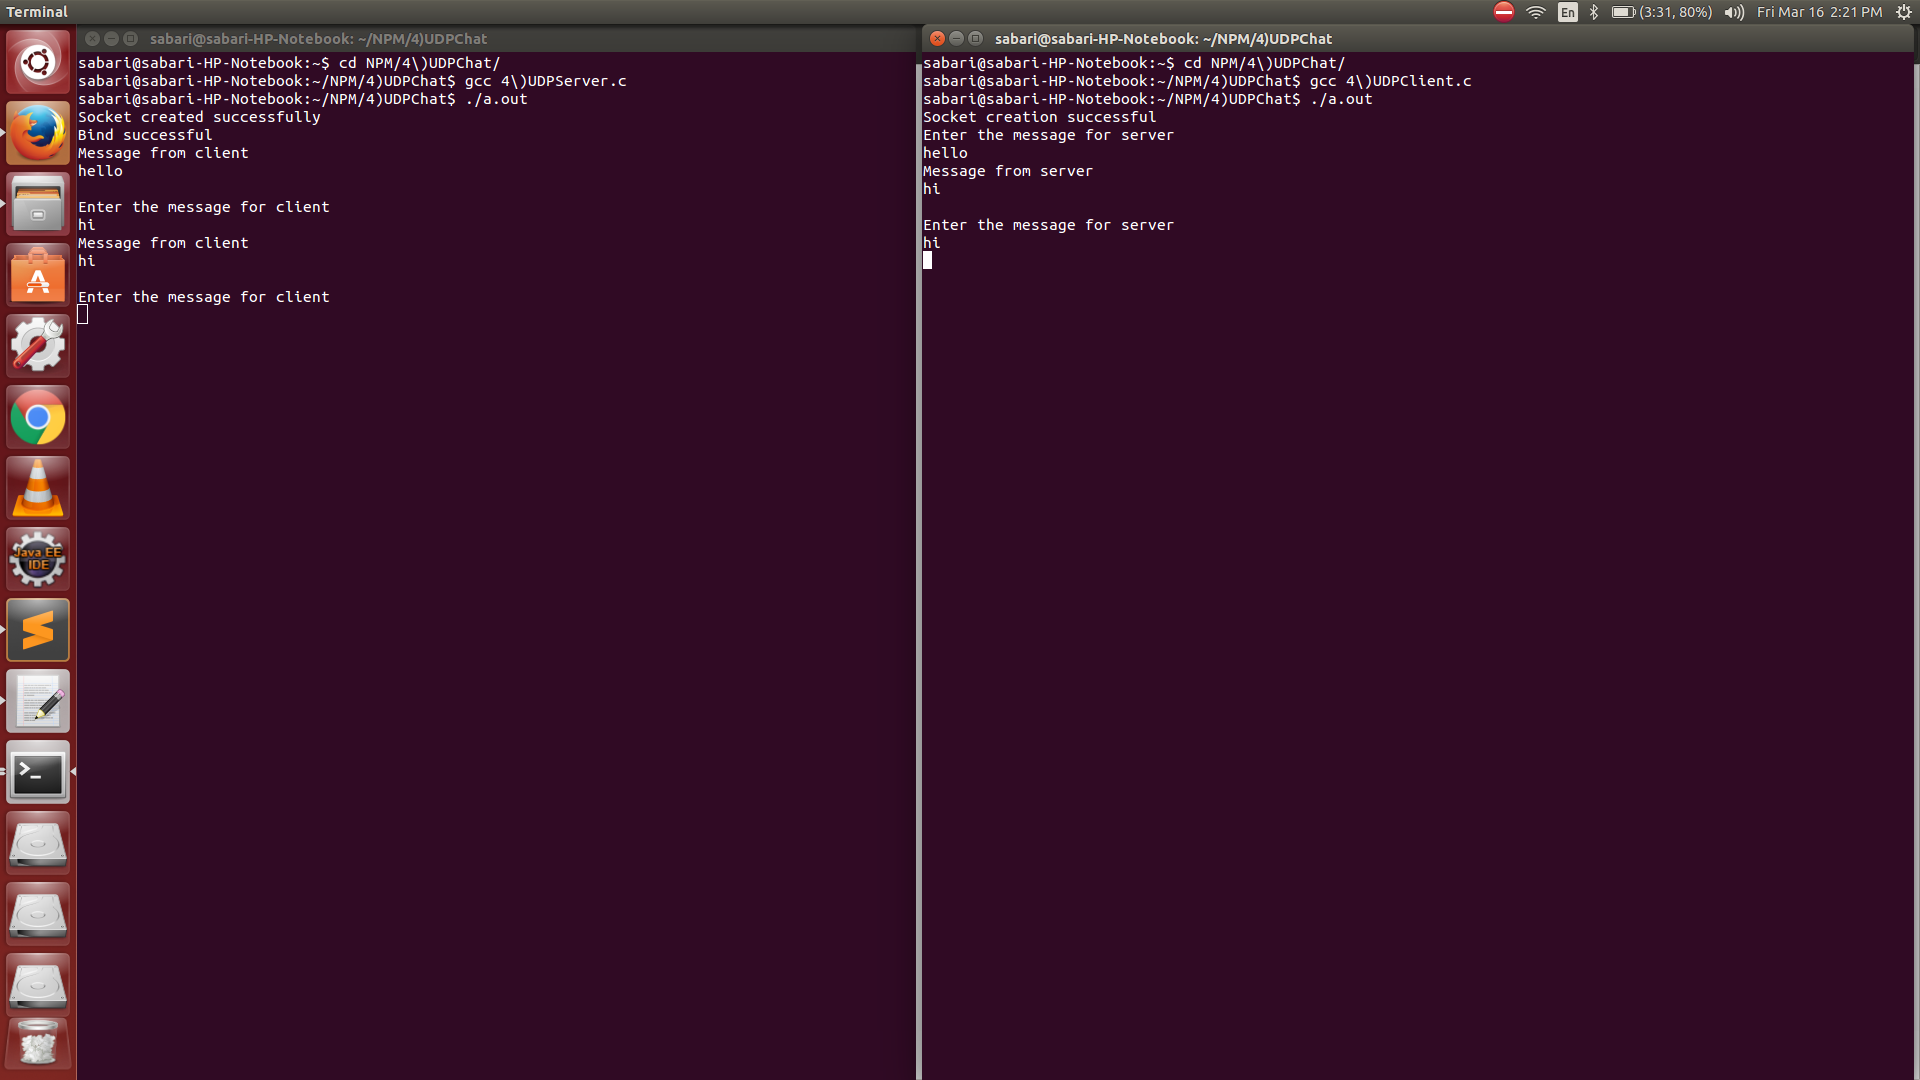 Terminal
En
(3:31, 80%)
Fri Mar 16 2:21 PM
sabari@sabari-HP-Notebook: ~/NPM/4)UDPChat
sabari@sabari-HP-Notebook:~$ cd NPM/4\)UDPChat/
sabari@sabari-HP-Notebook:~/NPM/4)UDPChat$ gcc 4\)UDPServer.c
sabari@sabari-HP-Notebook:~/NPM/4)UDPChat$ ./a.out
Socket created successfully
Bind successful
Message from client
hello
Enter the message for client
hi
Message from client
hi
Enter the message for client
sabari@sabari-HP-Notebook: ~/NPM/4)UDPChat
sabari@sabari-HP-Notebook:~$ cd NPM/4\)UDPChat/
sabari@sabari-HP-Notebook:~/NPM/4)UDPChat$ gcc 4\)UDPClient.c
sabari@sabari-HP-Notebook:~/NPM/4)UDPChat$ ./a.out
Socket creation successful
Enter the message for server
hello
Message from server
hi
Enter the message for server
hi
Java EE
IDE